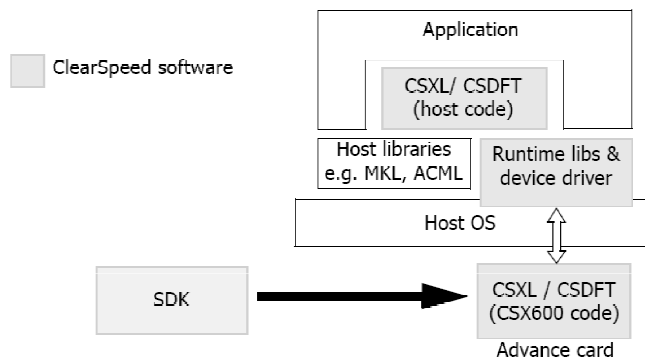 Application
ClearSpeed software
CSXL/ CSDFT
(host code)
Host libraries
e.g. MKL, ACML
Runtime libs &
device driver
Host OS
SDK
CSXL / CSDFT
(CSX600 code)
Advance card